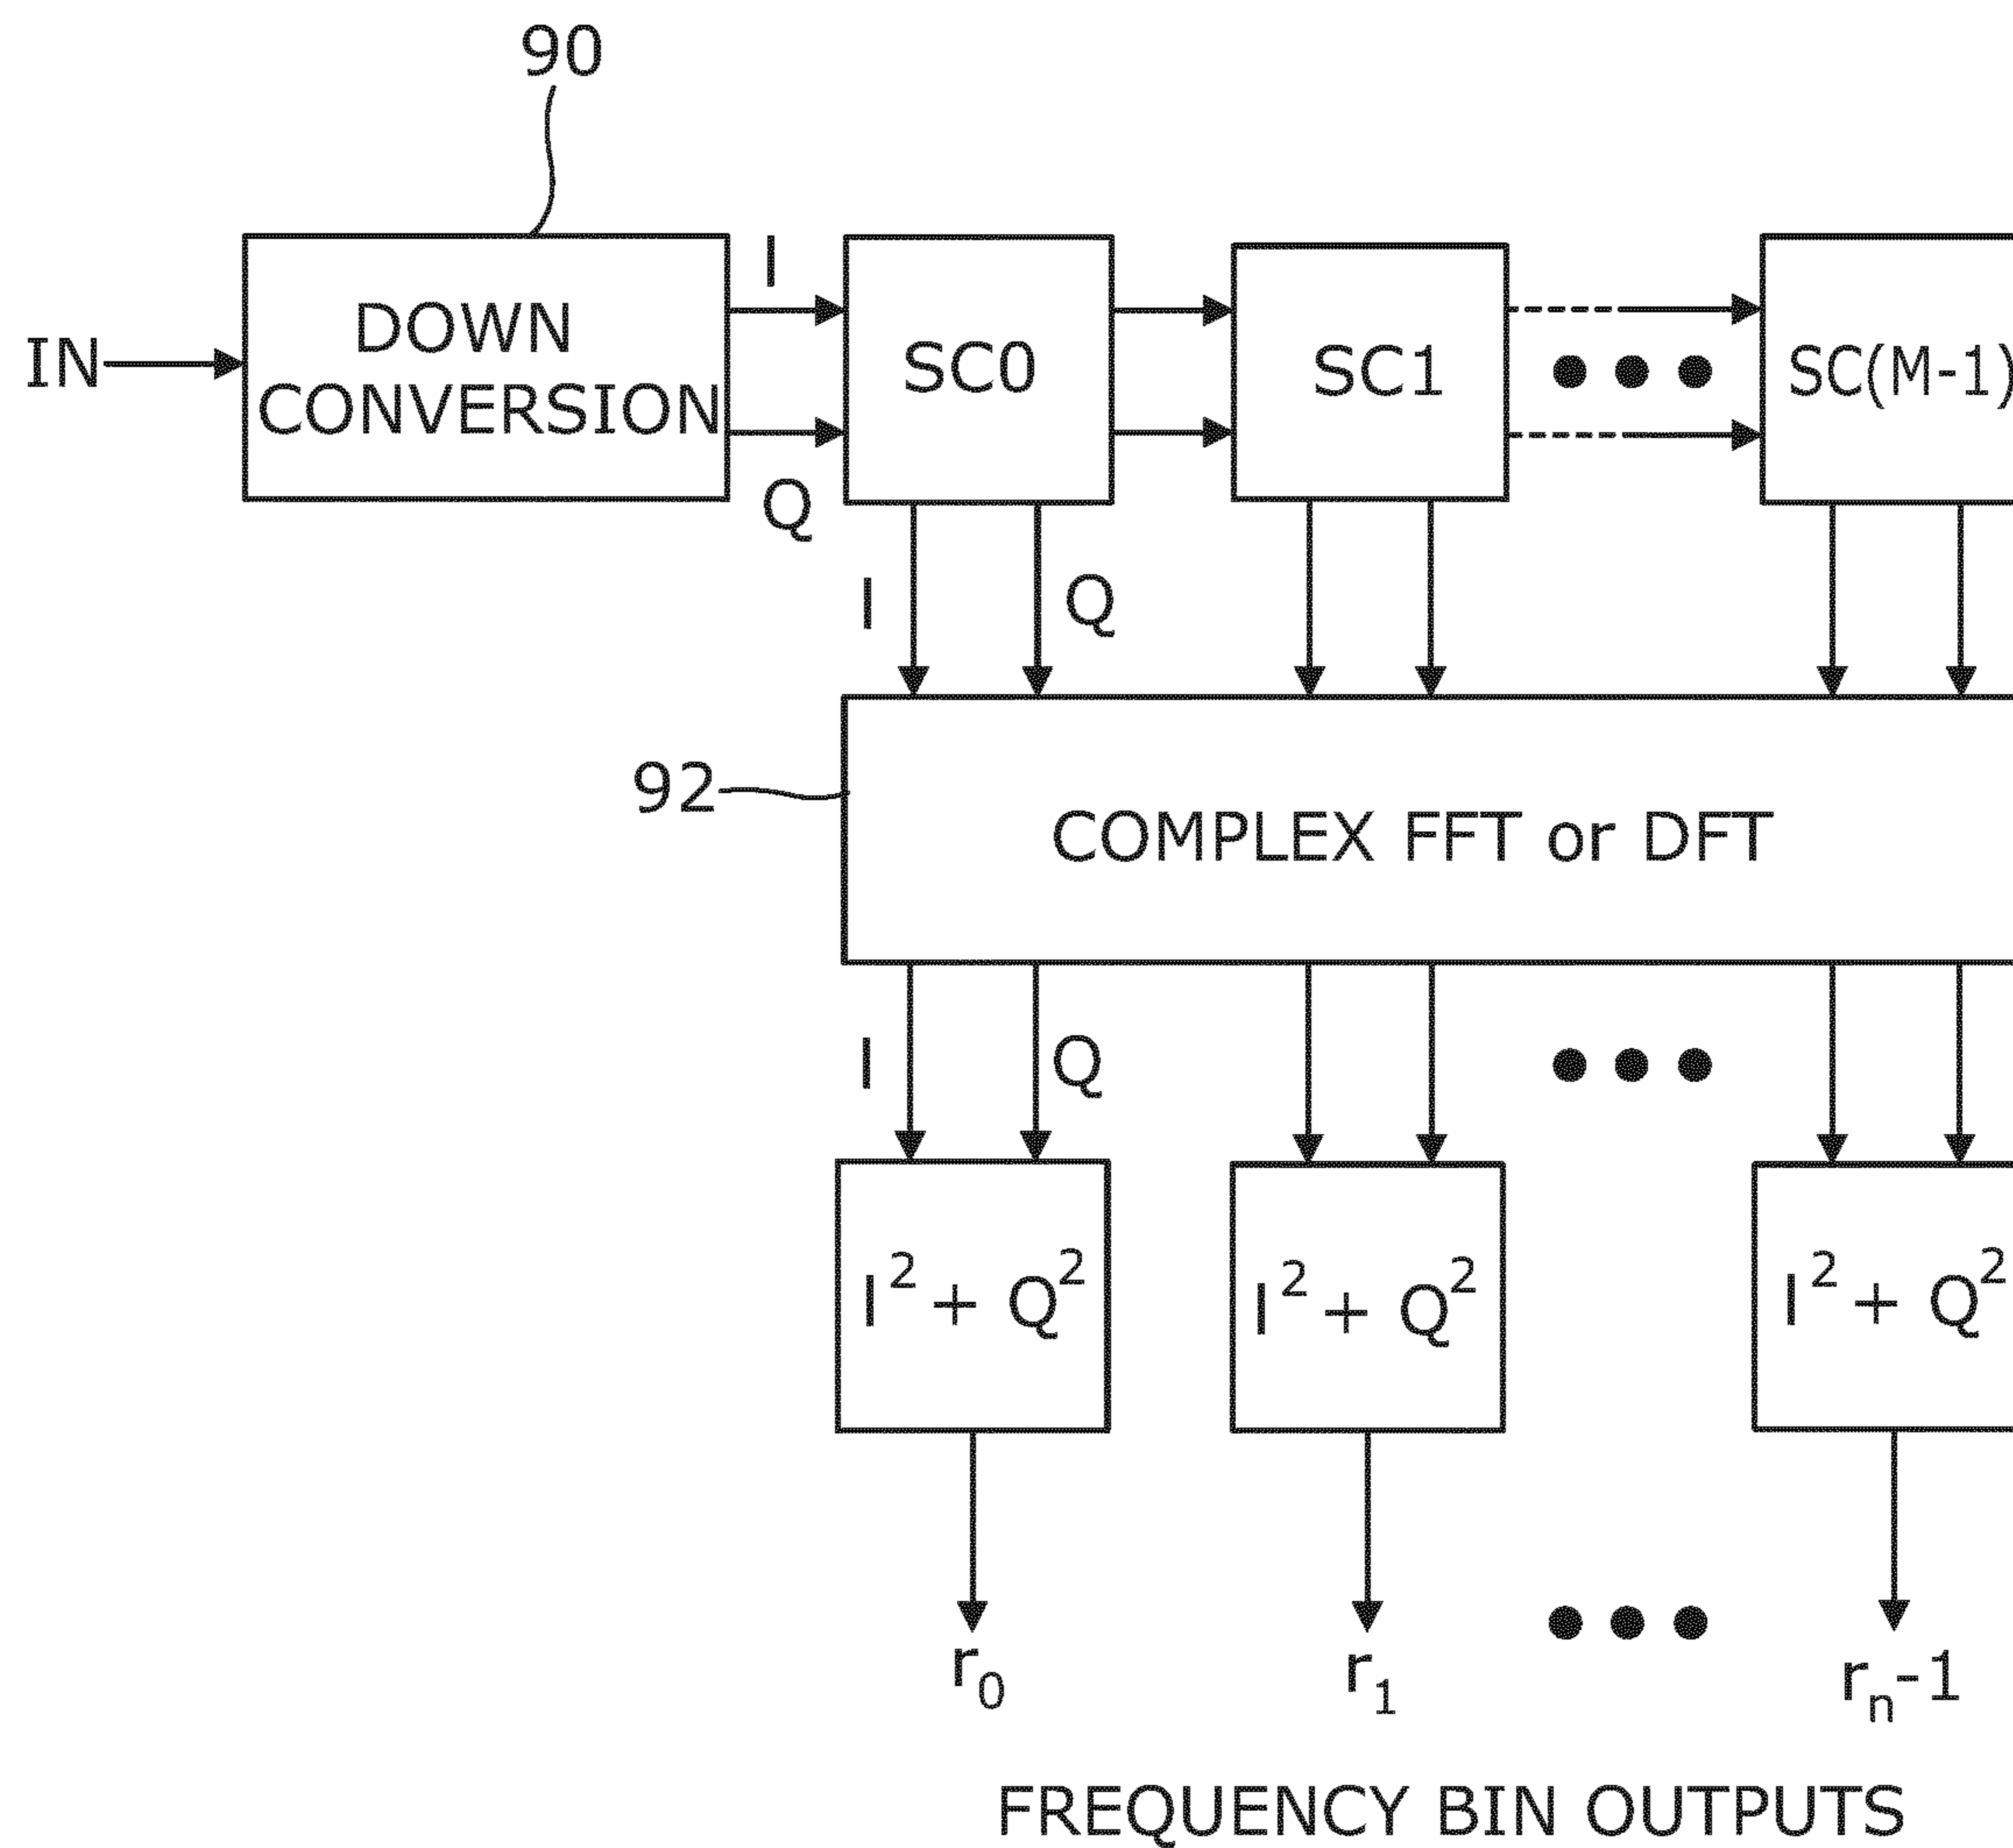 90
IN
DOWN
CONVERSION
I
Q
SC0
SC1
SC(M-1)
I
Q
92
COMPLEX FFT or DFT
I
Q
I² + Q²
I² + Q²
I² + Q²
r₀
r₁
rₙ-1
FREQUENCY BIN OUTPUTS